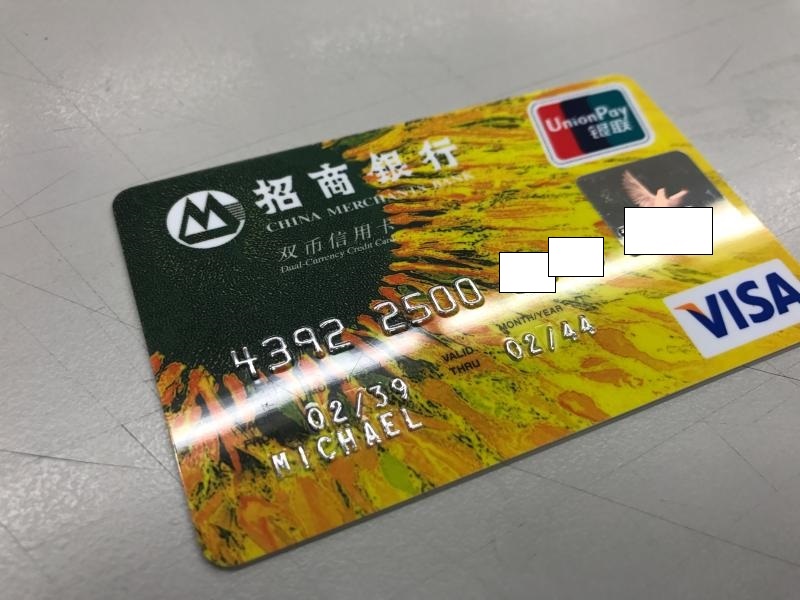 招商银行
CHINA MERCHANTS BANK
双币信用卡
Dual-Currency Credit Card
UnionPay
银联
4392 2500
MONTH/YEAR
VALID
THRU
02/44
02/39
MICHAEL
VISA